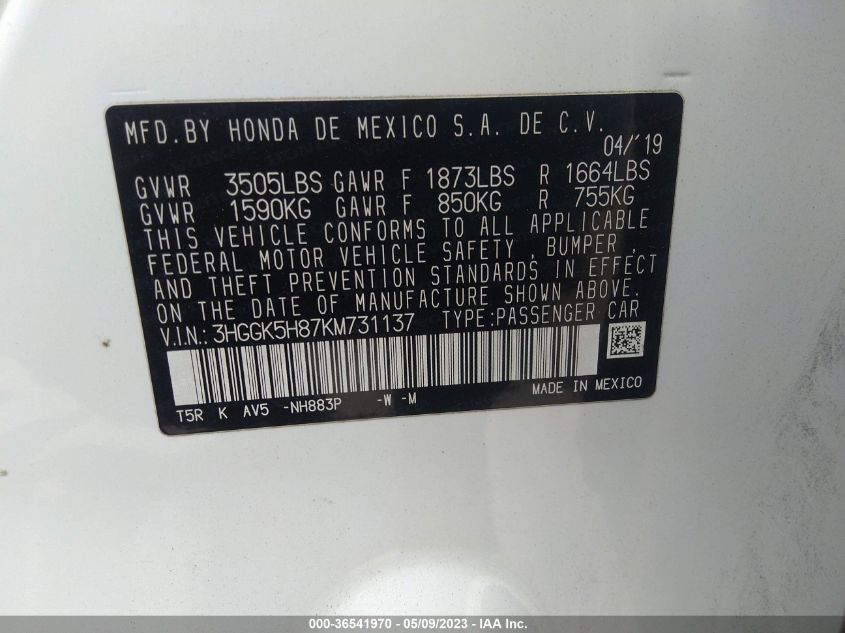 MFD.BY HONDA DE MEXICO S.A. DE C.V.
04/'19
GVWR 3505LBS GAWR F 1873LBS R 1664LBS
GVWR 1590KG GAWR F 850KG R 755KG
THIS VEHICLE CONFORMS TO ALL APPLICABLE
FEDERAL MOTOR VEHICLE SAFETY, BUMPER,
AND THEFT PREVENTION STANDARDS IN EFFECT
ON THE DATE OF MANUFACTURE SHOWN ABOVE.
V.I.N.: 3HGGK5H87KM731137 TYPE:PASSENGER CAR
T5R K AV5 -NH883P -W -M MADE IN MEXICO
000-36541970 - 05/09/2023 - IAA Inc.